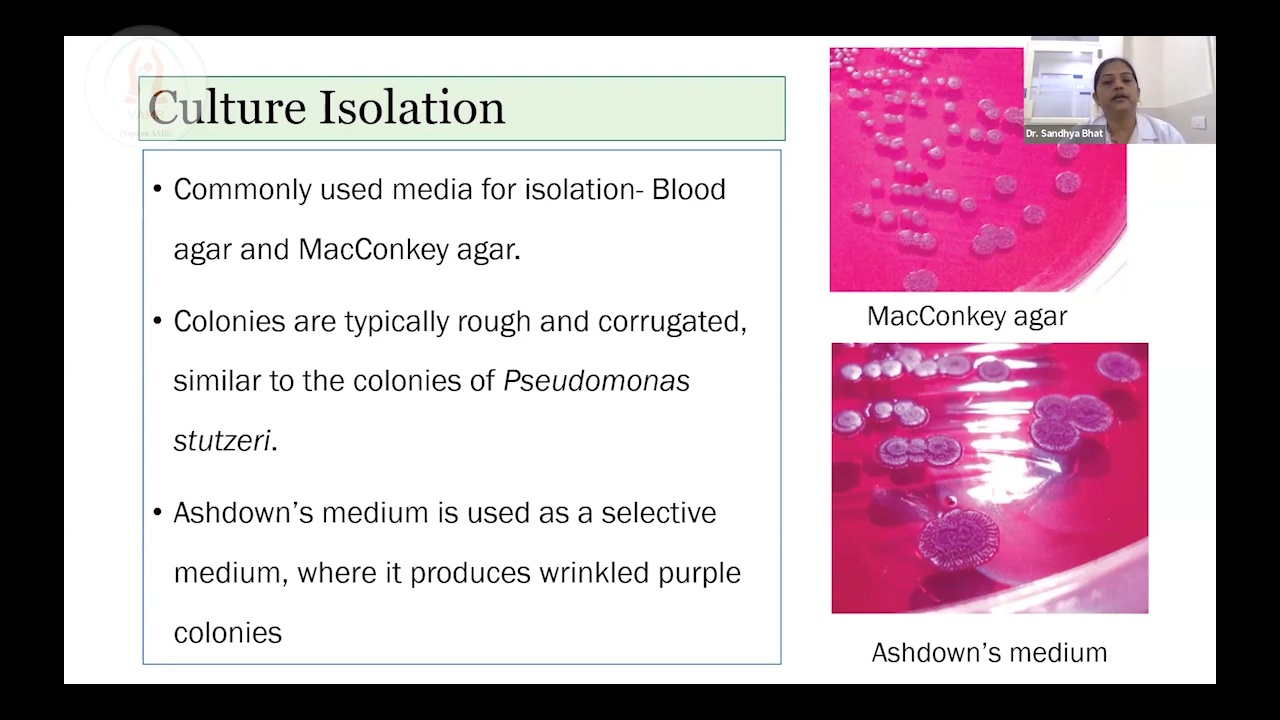 Culture Isolation
• Commonly used media for isolation- Blood
agar and MacConkey agar.
• Colonies are typically rough and corrugated,
similar to the colonies of Pseudomonas
stutzeri.
• Ashdown’s medium is used as a selective
medium, where it produces wrinkled purple
colonies
Dr. Sandhya Bhat
MacConkey agar
Ashdown’s medium